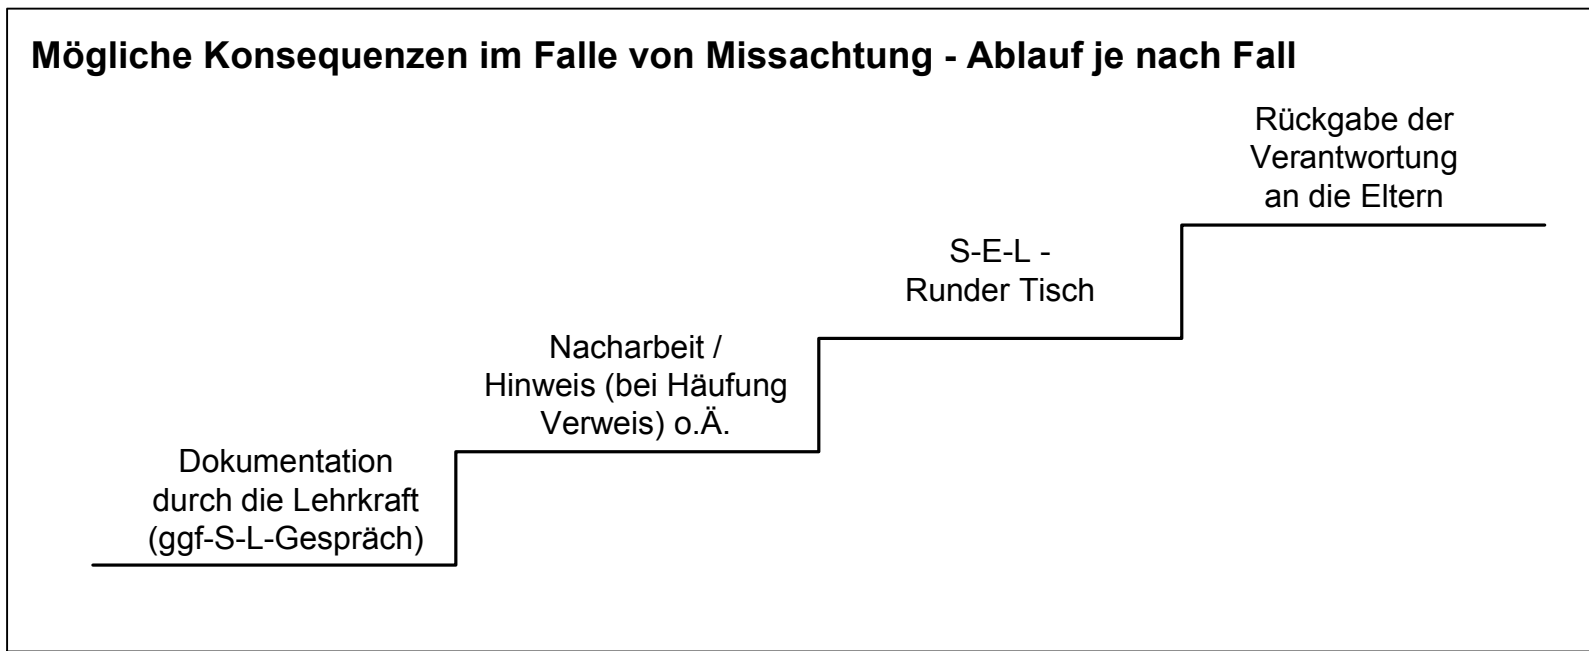 Mögliche Konsequenzen im Falle von Missachtung - Ablauf je nach Fall
Dokumentation
durch die Lehrkraft
(ggf-S-L-Gespräch)
Nacharbeit /
Hinweis (bei Häufung
Verweis) o.Ä.
S-E-L -
Runder Tisch
Rückgabe der
Verantwortung
an die Eltern